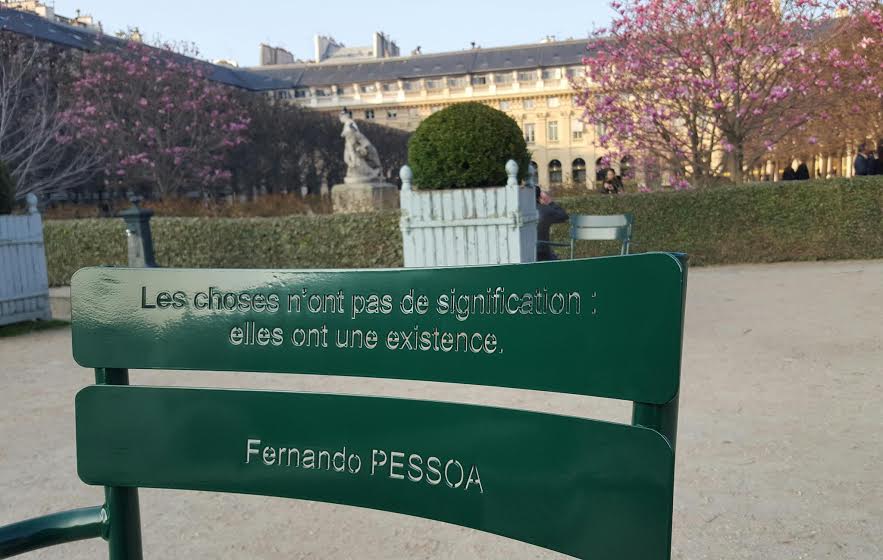 Les choses n'ont pas de signification :
elles ont une existence.
Fernando PESSOA